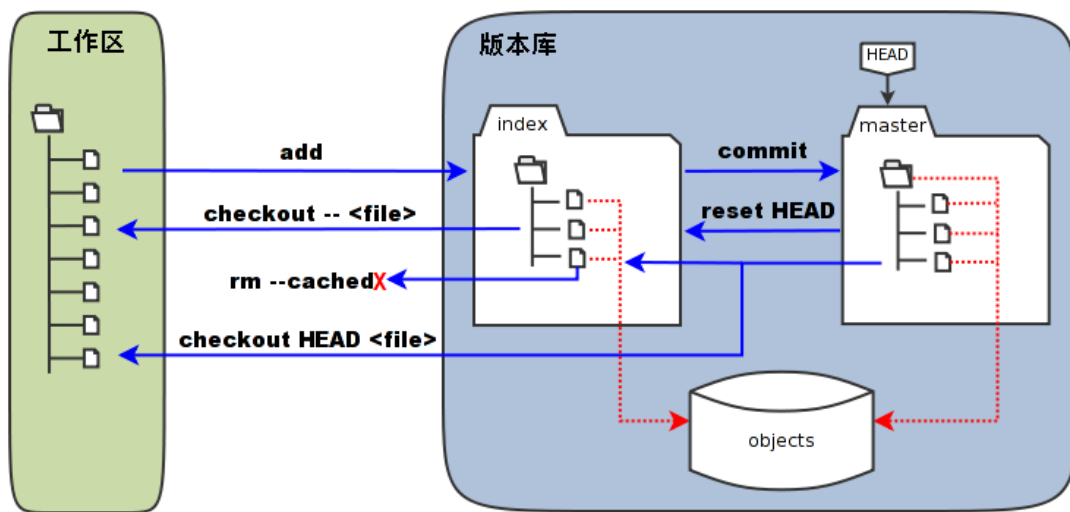 工作区
版本库
HEAD
index
master
add
commit
checkout -- <file>
reset HEAD
rm --cachedX
checkout HEAD <file>
objects